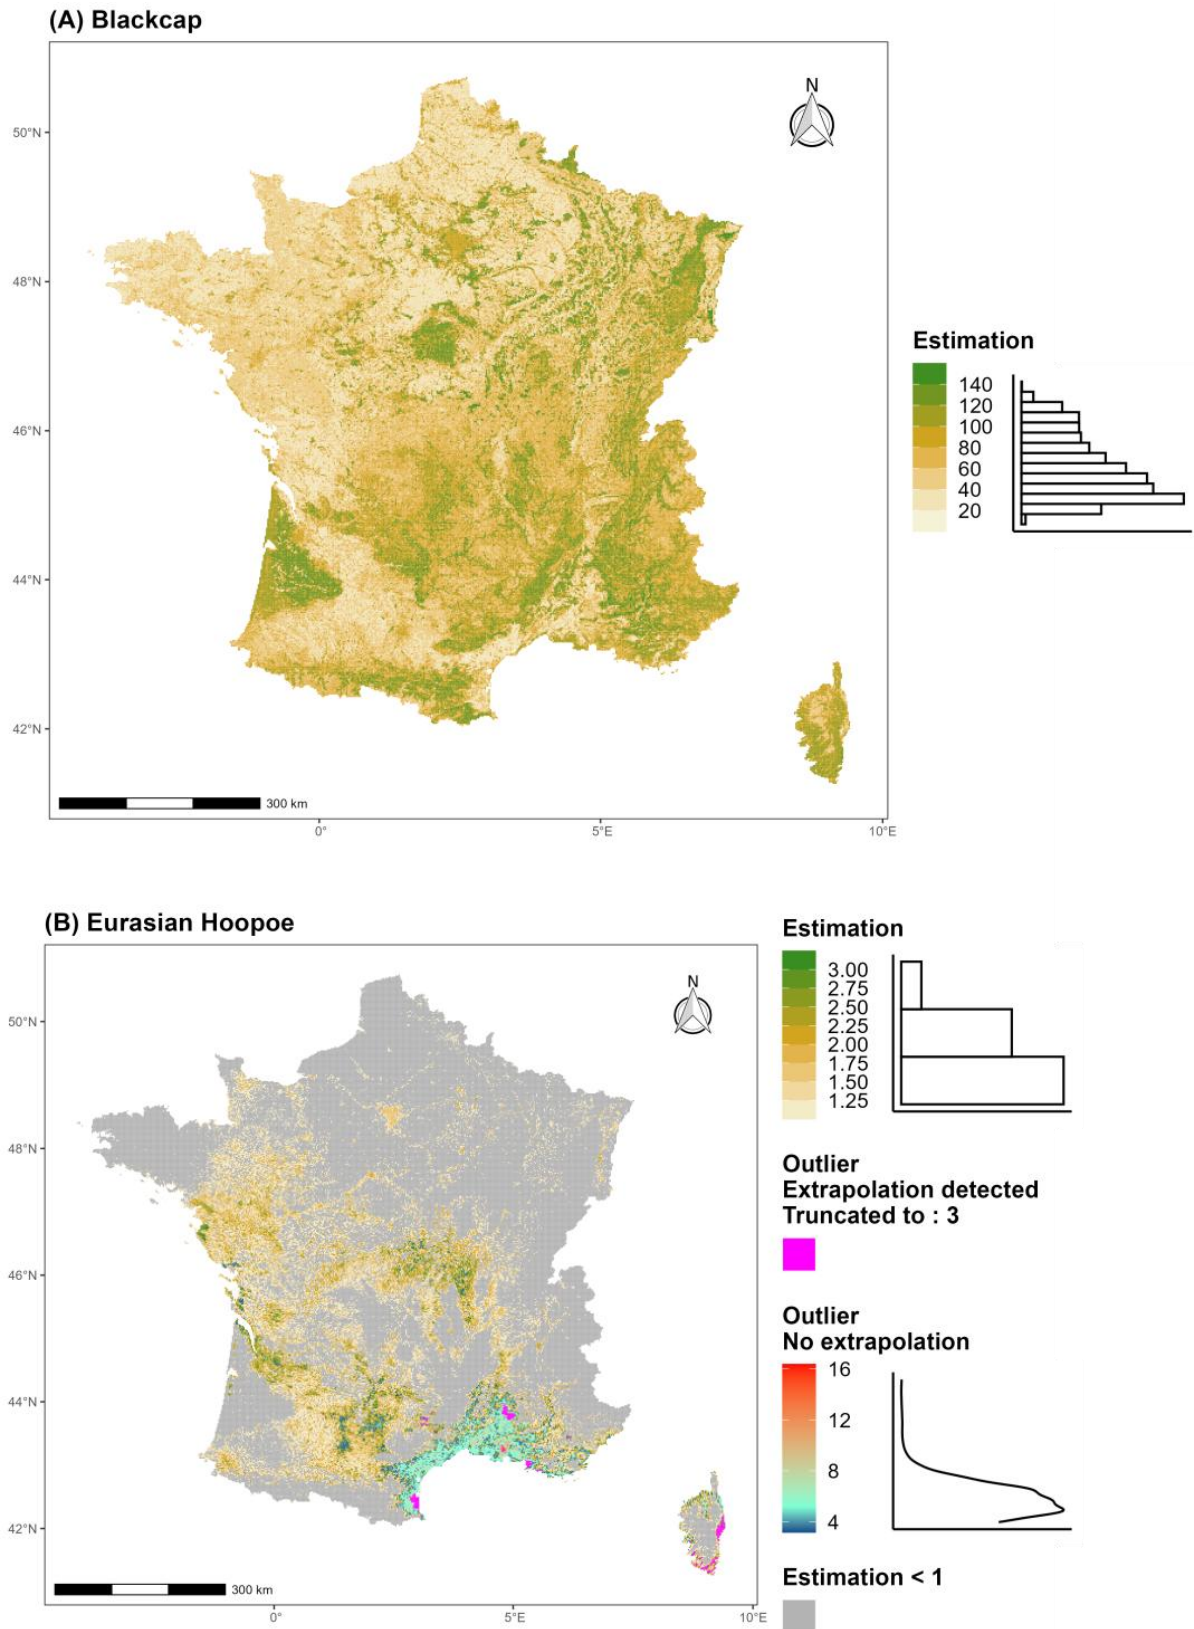 (A) Blackcap
N
50°N
48°N
46°N
44°N
42°N
300 km
0°
5°E
10°E
Estimation
140
120
100
80
60
40
20
(B) Eurasian Hoopoe
N
50°N
48°N
46°N
44°N
42°N
300 km
0°
5°E
10°E
Estimation
3.00
2.75
2.50
2.25
2.00
1.75
1.50
1.25
Outlier
Extrapolation detected
Truncated to : 3
Outlier
No extrapolation
16
12
8
4
Estimation < 1